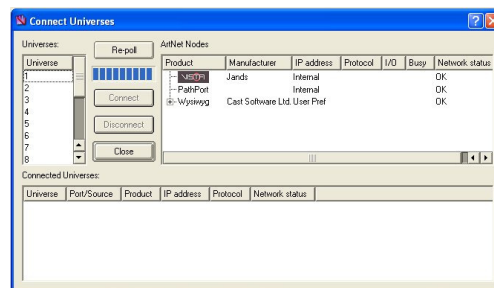 Connect Universes
Universes:
Re-poll
ArtNet Nodes
Universe
Product Manufacturer IP address Protocol I/O Busy Network status
1
VISTA Jands Internal OK
2
PathPort Internal OK
3
Connect
Wysiwyg Cast Software Ltd. User Pref OK
4
5
Disconnect
6
7
Close
8
Connected Universes:
Universe Port/Source Product IP address Protocol Network status